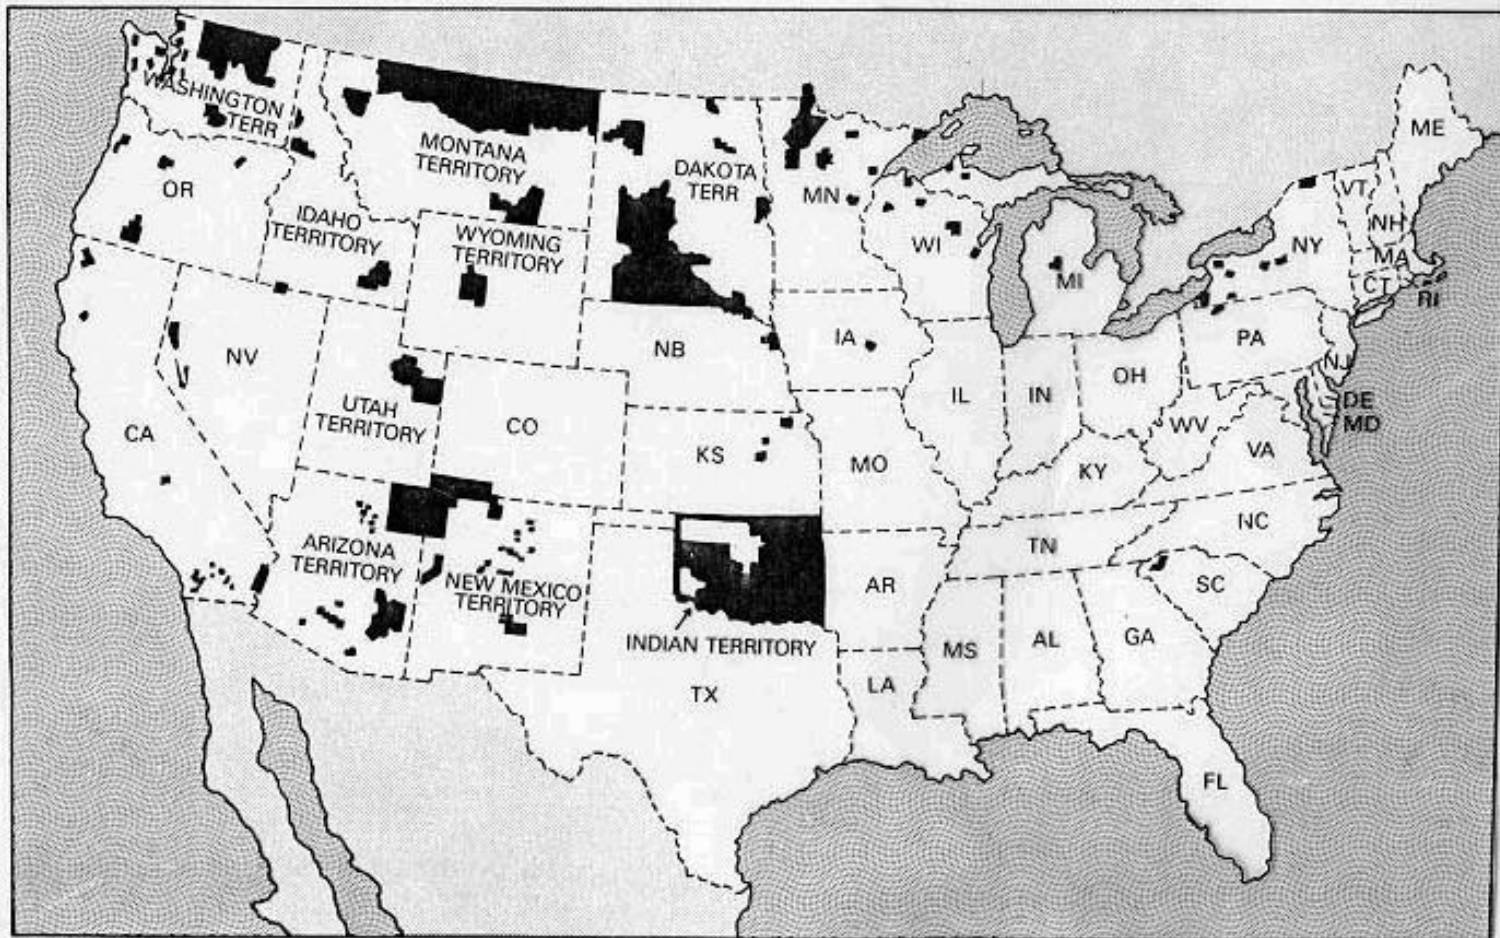 WASHINGTON
TERR
MONTANA
TERRITORY
DAKOTA
TERR
MN
ME
OR
IDAHO
TERRITORY
WYOMING
TERRITORY
WI
MI
VT
NH
NY
MA
CT
RI
NV
NB
IA
PA
NJ
UTAH
TERRITORY
CO
IL
IN
OH
DE
MD
CA
KS
MO
KY
WV
VA
ARIZONA
TERRITORY
NEW MEXICO
TERRITORY
INDIAN TERRITORY
AR
TN
NC
SC
TX
LA
MS
AL
GA
FL